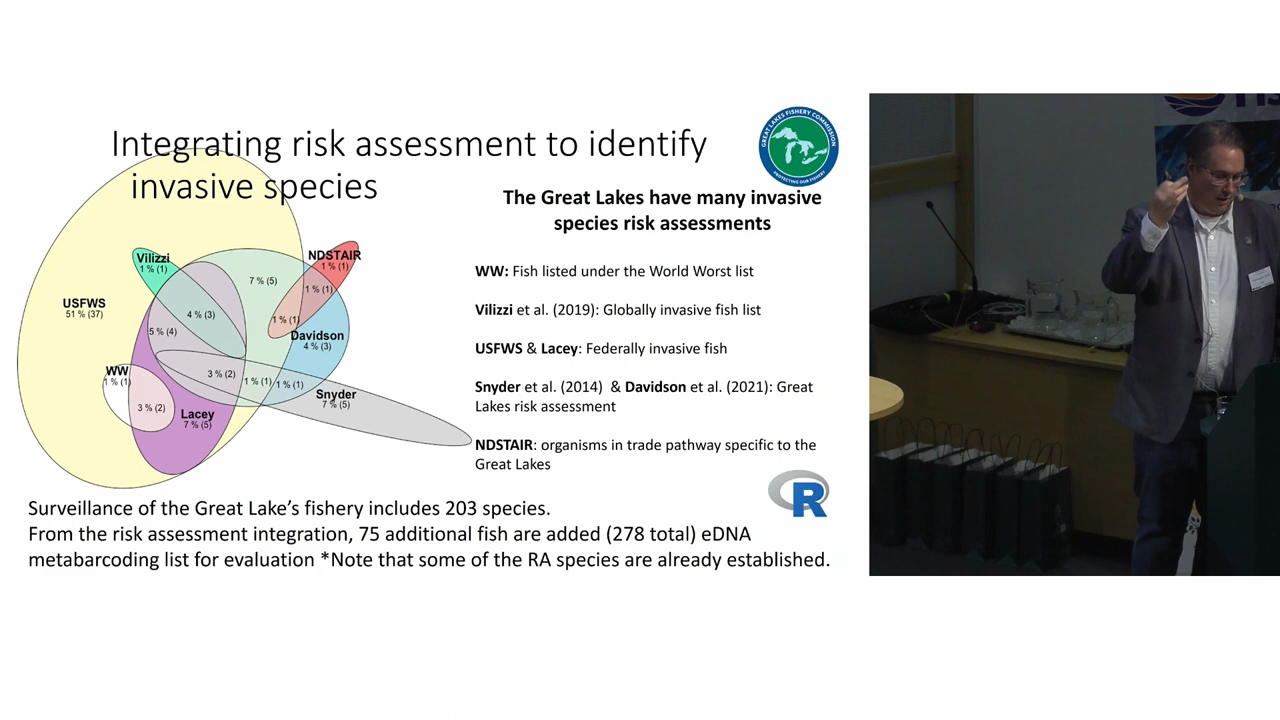 Integrating risk assessment to identify
invasive species
GREAT LAKES FISHERY COMMISSION
PROTECTING OUR FISHERY
The Great Lakes have many invasive
species risk assessments
Vilizzi
1 % (1)
NDSTAIR
1 % (1)
7 % (5)
1 % (1)
USFWS
51 % (37)
4 % (3)
1 % (1)
5 % (4)
Davidson
4 % (3)
WW
1 % (1)
3 % (2)
1 % (1)
1 % (1)
Snyder
7 % (5)
3 % (2)
Lacey
7 % (5)
WW: Fish listed under the World Worst list
Vilizzi et al. (2019): Globally invasive fish list
USFWS & Lacey: Federally invasive fish
Snyder et al. (2014) & Davidson et al. (2021): Great
Lakes risk assessment
NDSTAIR: organisms in trade pathway specific to the
Great Lakes
R
Surveillance of the Great Lake's fishery includes 203 species.
From the risk assessment integration, 75 additional fish are added (278 total) eDNA
metabarcoding list for evaluation *Note that some of the RA species are already established.